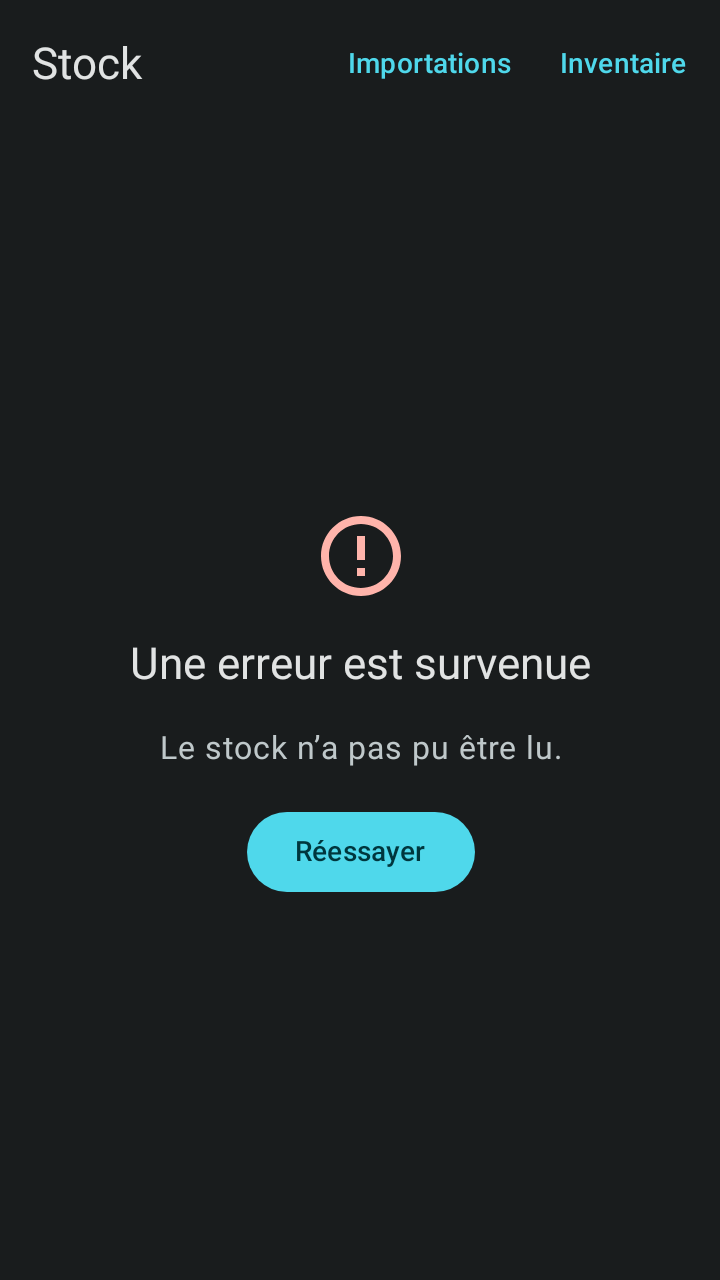 Stock
Importations
Inventaire
Une erreur est survenue
Le stock n’a pas pu être lu.
Réessayer